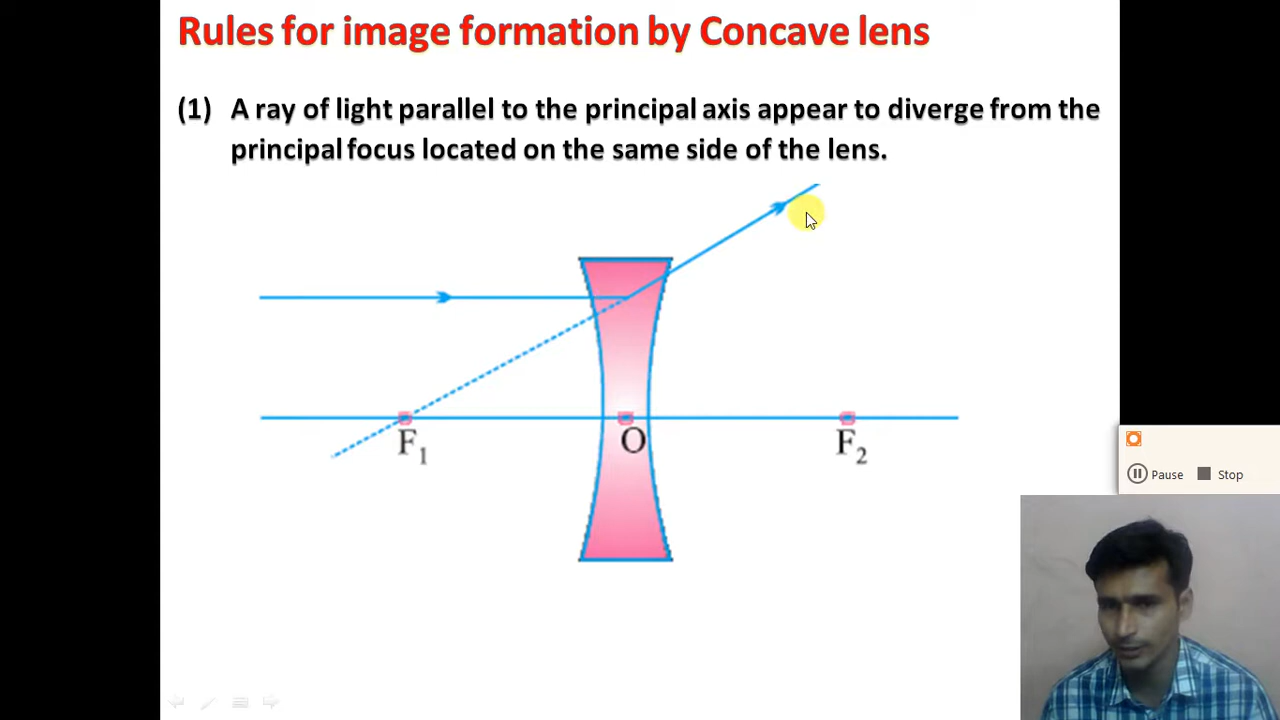 Rules for image formation by Concave lens
(1) A ray of light parallel to the principal axis appear to diverge from the
principal focus located on the same side of the lens.
F1 O F2
Pause Stop